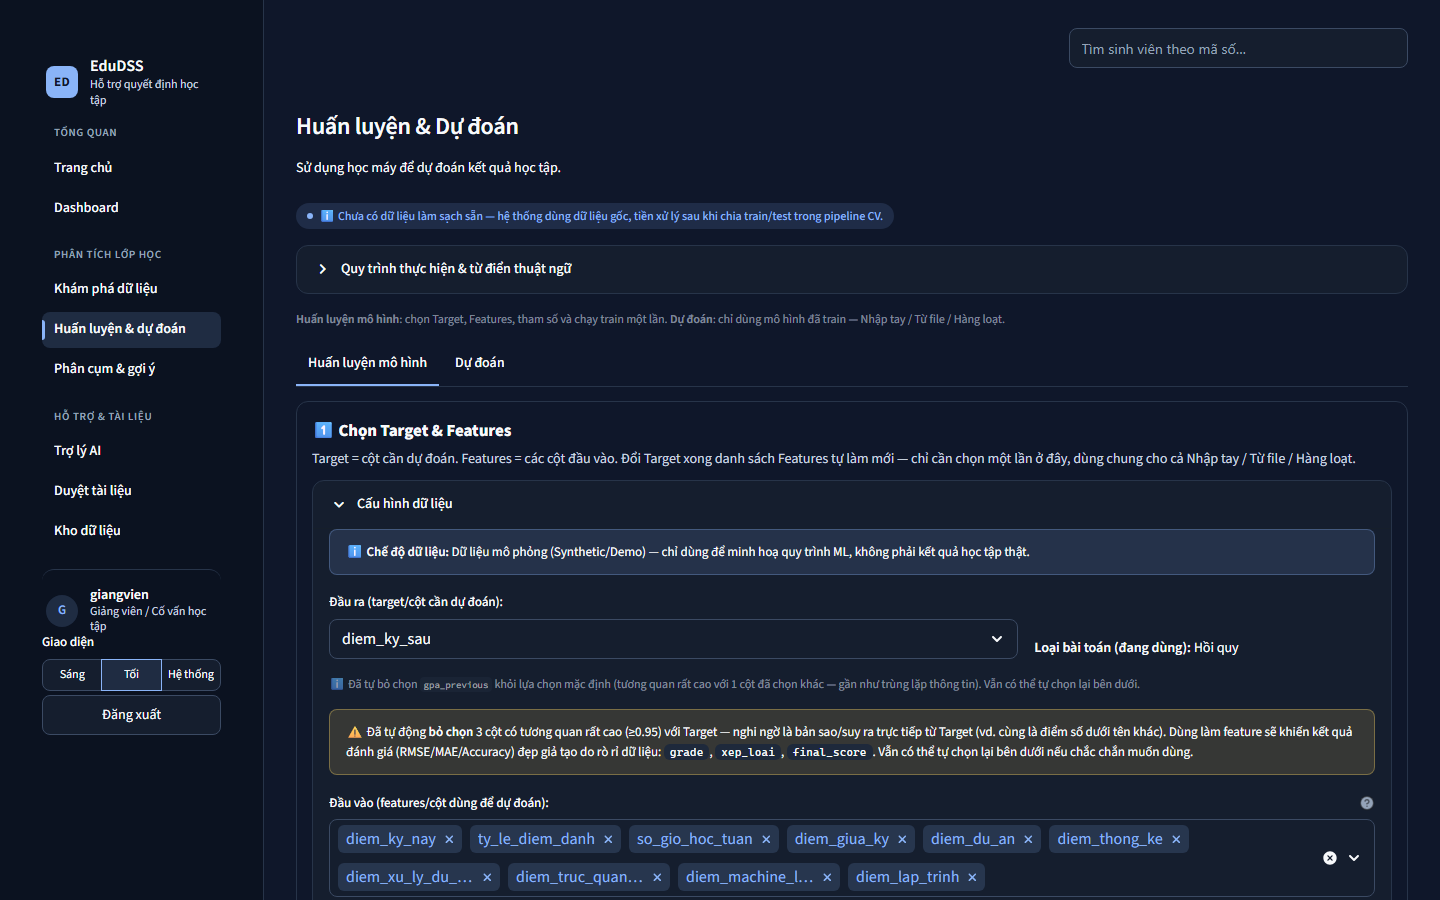 ED
EduDSS
Hỗ trợ quyết định học
tập
TỔNG QUAN
Trang chủ
Dashboard
PHÂN TÍCH LỚP HỌC
Khám phá dữ liệu
Huấn luyện & dự đoán
Phân cụm & gợi ý
HỖ TRỢ & TÀI LIỆU
Trợ lý AI
Duyệt tài liệu
Kho dữ liệu
G
giangvien
Giảng viên / Cố vấn học
tập
Giao diện
Sáng Tối Hệ thống
Đăng xuất
Tìm sinh viên theo mã số...
Huấn luyện & Dự đoán
Sử dụng học máy để dự đoán kết quả học tập.
ℹ️ Chưa có dữ liệu làm sạch sẵn — hệ thống dùng dữ liệu gốc, tiền xử lý sau khi chia train/test trong pipeline CV.
Quy trình thực hiện & từ điển thuật ngữ
Huấn luyện mô hình: chọn Target, Features, tham số và chạy train một lần. Dự đoán: chỉ dùng mô hình đã train — Nhập tay / Từ file / Hàng loạt.
Huấn luyện mô hình Dự đoán
1️⃣ Chọn Target & Features
Target = cột cần dự đoán. Features = các cột đầu vào. Đổi Target xong danh sách Features tự làm mới — chỉ cần chọn một lần ở đây, dùng chung cho cả Nhập tay / Từ file / Hàng loạt.
Cấu hình dữ liệu
ℹ️ Chế độ dữ liệu: Dữ liệu mô phỏng (Synthetic/Demo) — chỉ dùng để minh hoạ quy trình ML, không phải kết quả học tập thật.
Đầu ra (target/cột cần dự đoán):
diem_ky_sau
Loại bài toán (đang dùng): Hồi quy
ℹ️ Đã tự bỏ chọn gpa_previous khỏi lựa chọn mặc định (tương quan rất cao với 1 cột đã chọn khác — gần như trùng lặp thông tin). Vẫn có thể tự chọn lại bên dưới.
⚠️ Đã tự động bỏ chọn 3 cột có tương quan rất cao (≥0.95) với Target — nghi ngờ là bản sao/suy ra trực tiếp từ Target (vd. cùng là điểm số dưới tên khác). Dùng làm feature sẽ khiến kết quả
đánh giá (RMSE/MAE/Accuracy) đẹp giả tạo do rò rỉ dữ liệu: grade, xep_loai, final_score. Vẫn có thể tự chọn lại bên dưới nếu chắc chắn muốn dùng.
Đầu vào (features/cột dùng để dự đoán):
?
diem_ky_nay × ty_le_diem_danh × so_gio_hoc_tuan × diem_giua_ky × diem_du_an × diem_thong_ke ×
diem_xu_ly_du_... × diem_truc_quan... × diem_machine_l... × diem_lap_trinh ×